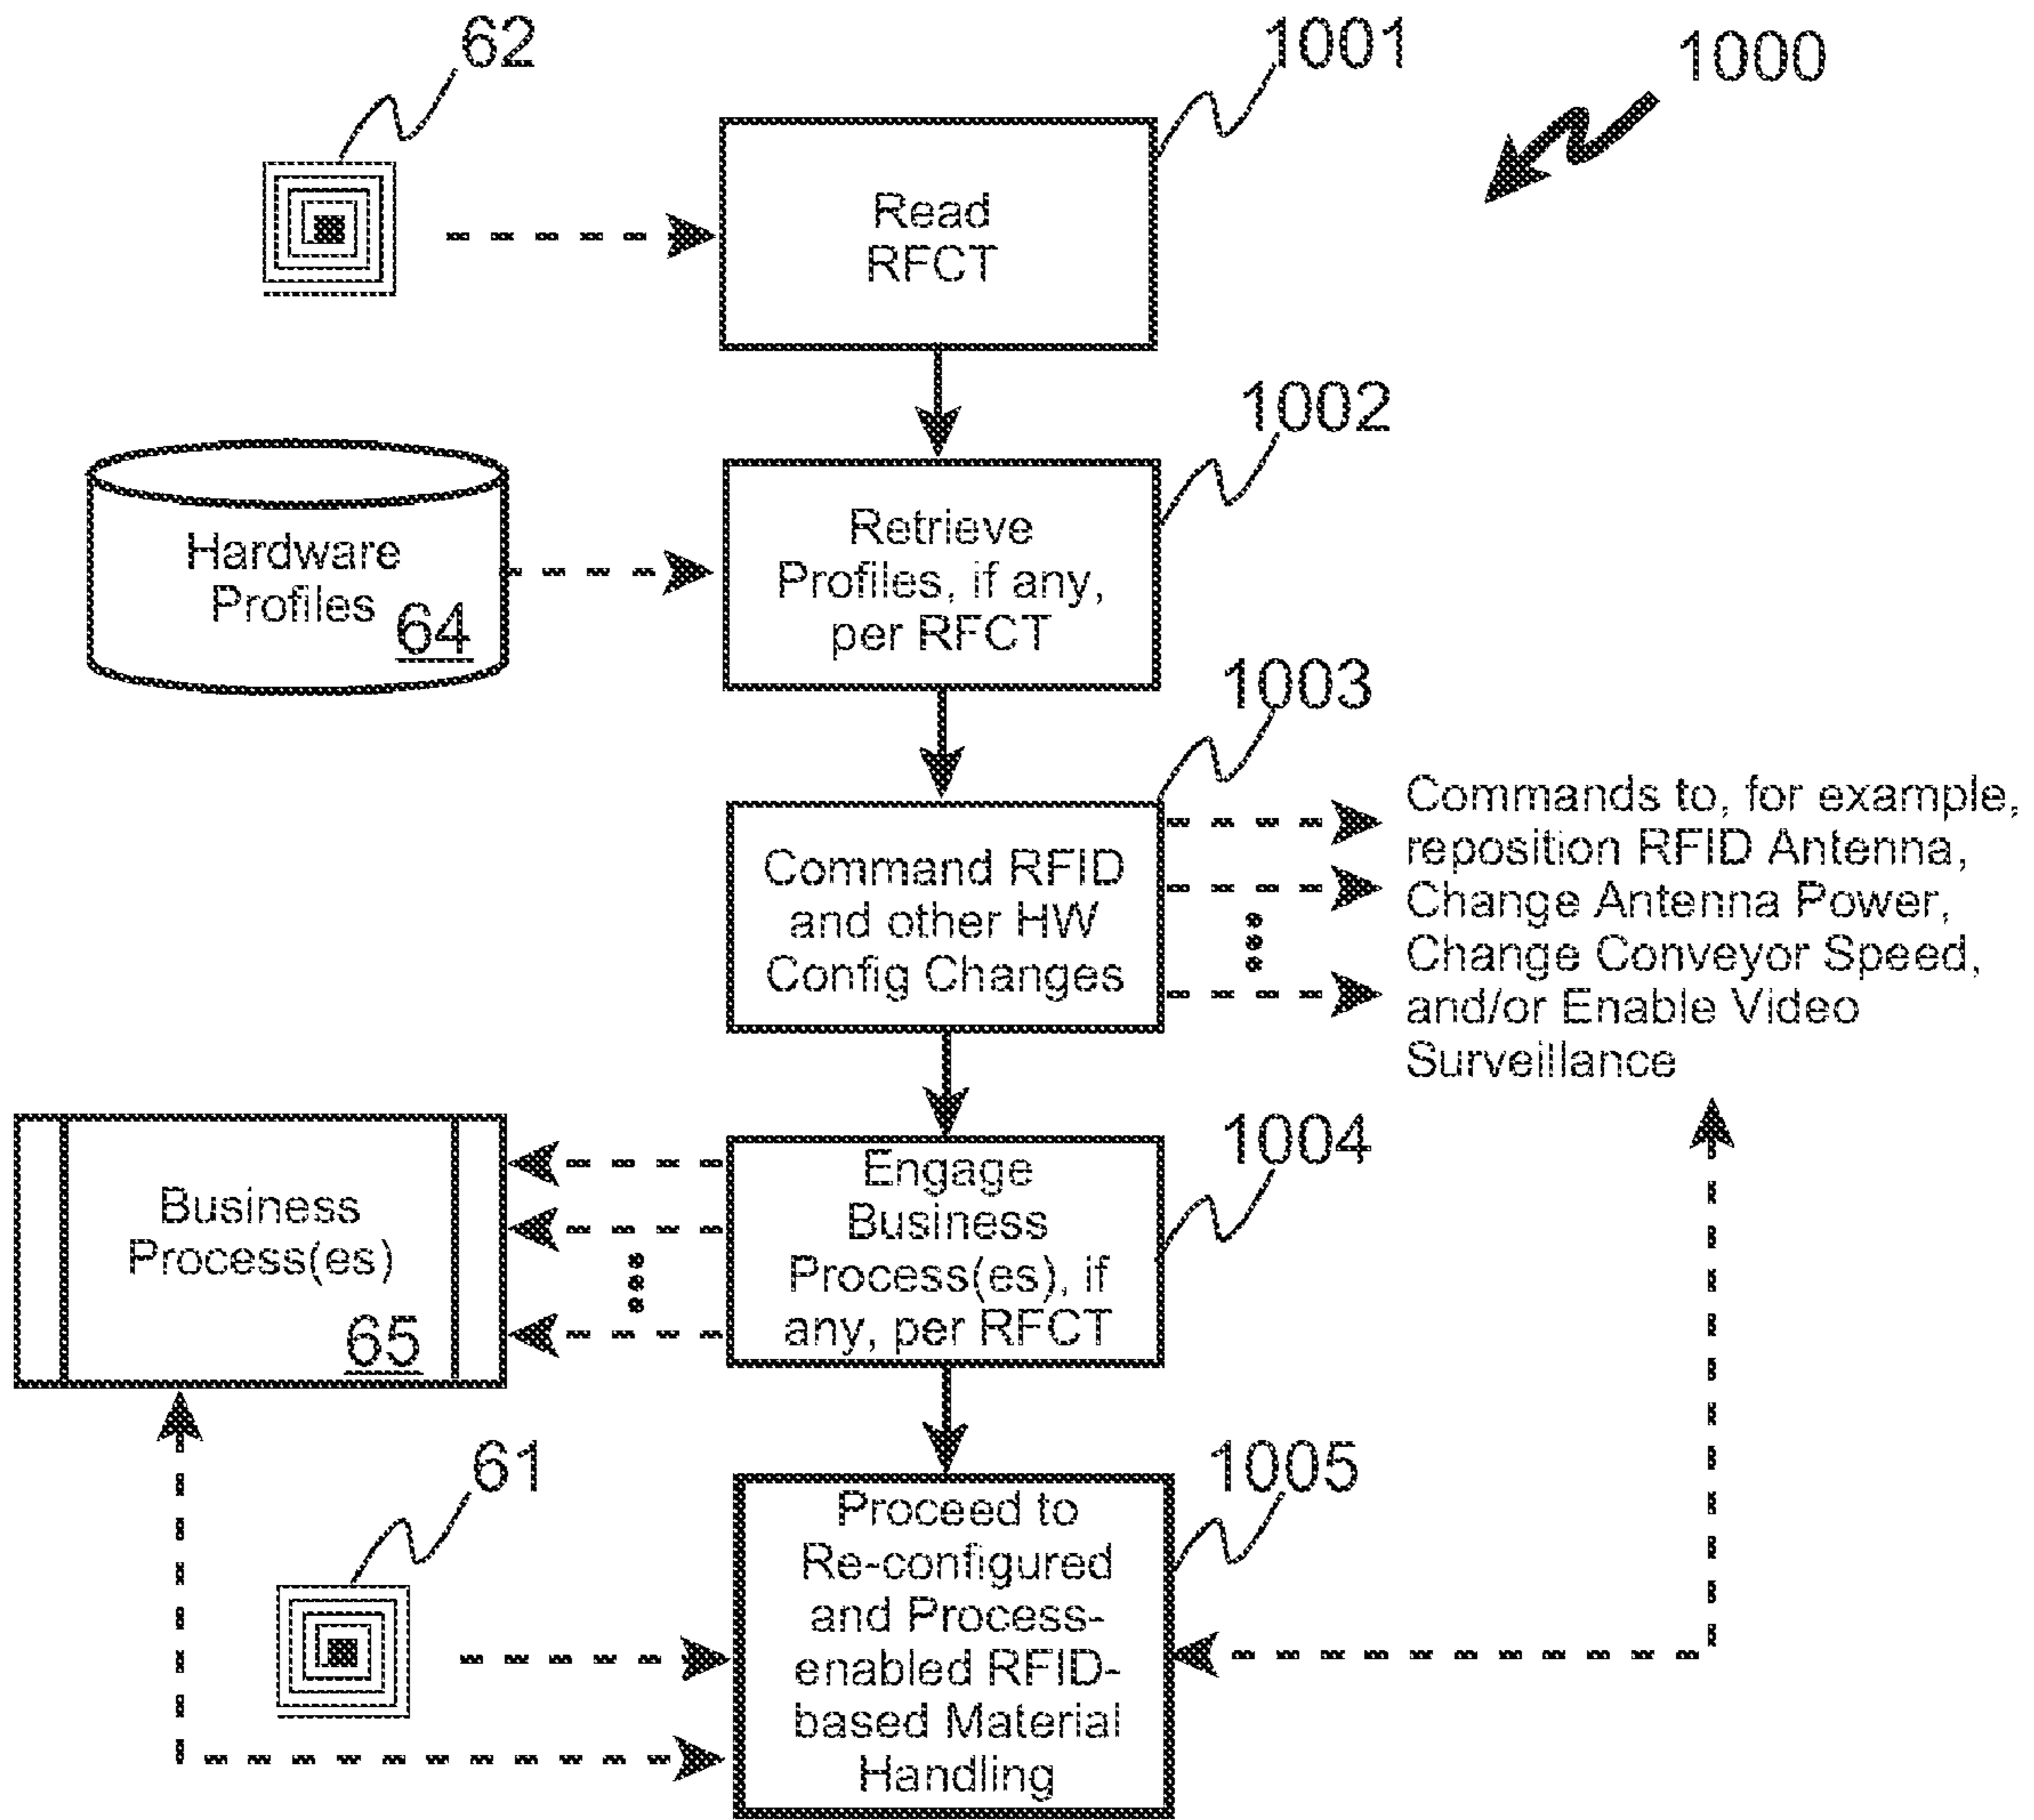 62
1001
1000
Read
RFCT
1002
Hardware
Profiles
64
Retrieve
Profiles, if any,
per RFCT
1003
Command RFID
and other HW
Config Changes
Commands to, for example,
reposition RFID Antenna,
Change Antenna Power,
Change Conveyor Speed,
and/or Enable Video
Surveillance
1004
Business
Process(es)
65
Engage
Business
Process(es), if
any, per RFCT
61
1005
Proceed to
Re-configured
and Process-
enabled RFID-
based Material
Handling